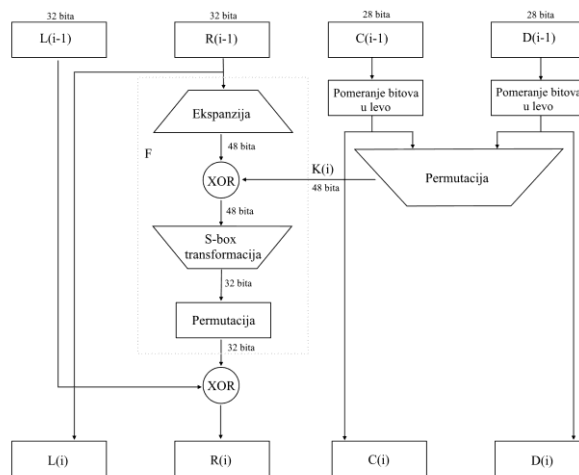 32 bita
32 bita
28 bita
28 bita
L(i-1)
R(i-1)
C(i-1)
D(i-1)
Pomeranje bitova
u levo
Pomeranje bitova
u levo
Ekspanzija
F
48 bita
XOR
K(i)
48 bita
Permutacija
48 bita
S-box
transformacija
32 bita
Permutacija
32 bita
XOR
L(i)
R(i)
C(i)
D(i)